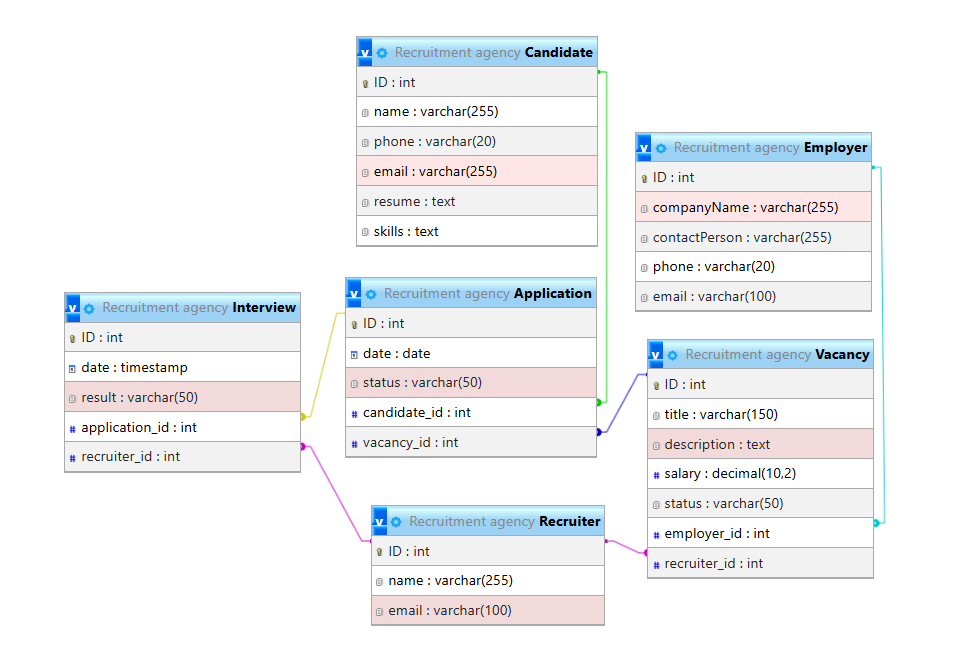 Recruitment agency Candidate
ID : int
name : varchar(255)
phone : varchar(20)
email : varchar(255)
resume : text
skills : text
Recruitment agency Employer
ID : int
companyName : varchar(255)
contactPerson : varchar(255)
phone : varchar(20)
email : varchar(100)
Recruitment agency Interview
ID : int
date : timestamp
result : varchar(50)
application_id : int
recruiter_id : int
Recruitment agency Application
ID : int
date : date
status : varchar(50)
candidate_id : int
vacancy_id : int
Recruitment agency Vacancy
ID : int
title : varchar(150)
description : text
salary : decimal(10,2)
status : varchar(50)
employer_id : int
recruiter_id : int
Recruitment agency Recruiter
ID : int
name : varchar(255)
email : varchar(100)